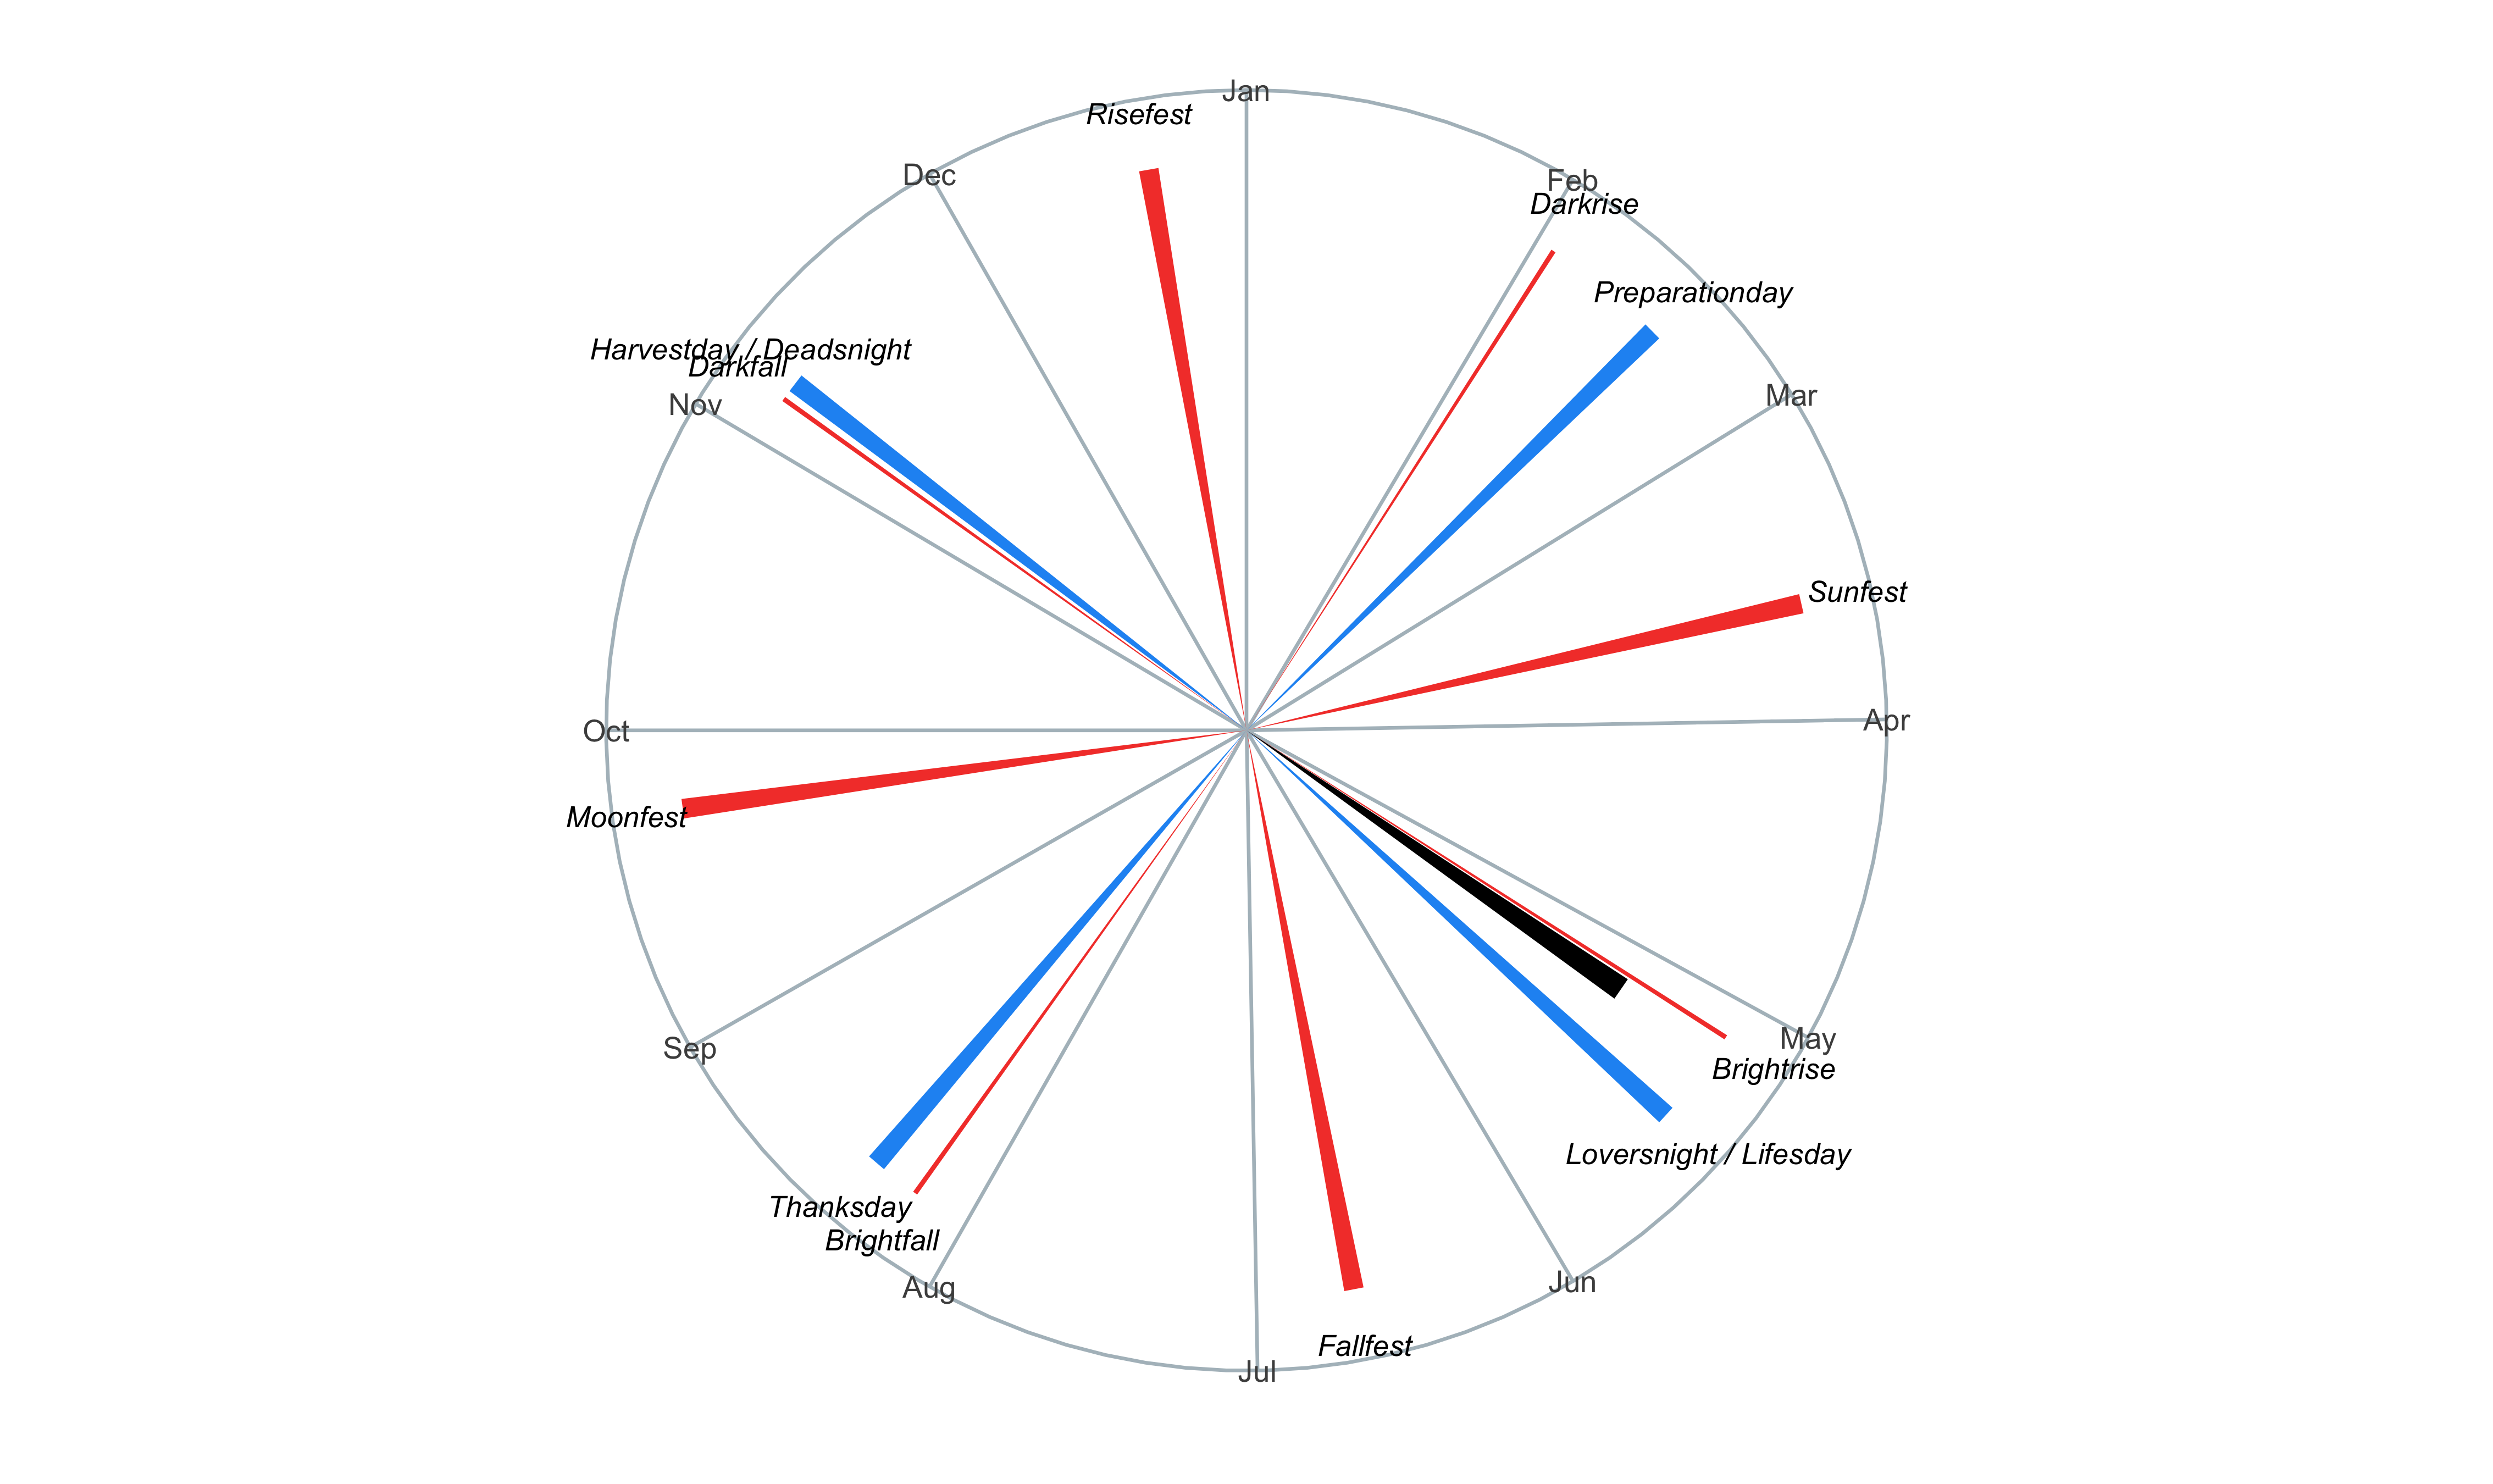 Jan
Risefest
Dec
Feb
Darkrise
Preparationday
Harvestday / Deadsnight
Darkfall
Nov
Mar
Sunfest
Oct
Apr
Moonfest
Sep
May
Brightrise
Loversnight / Lifesday
Thanksday
Brightfall
Aug
Jun
Fallfest
Jul